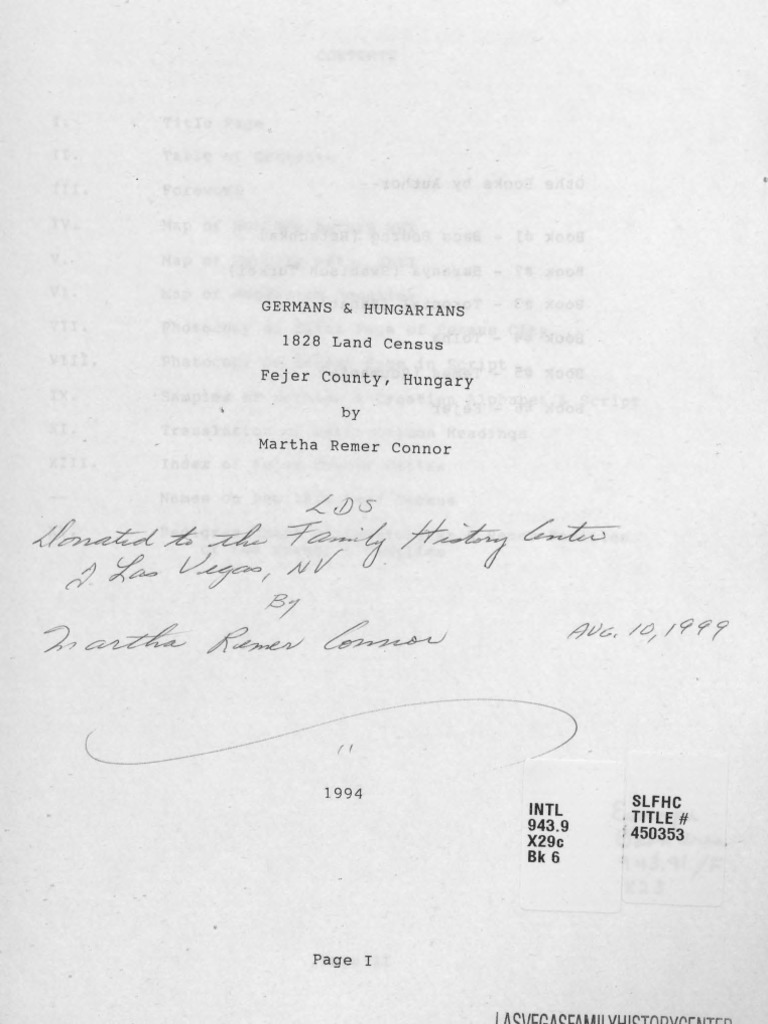 GERMANS & HUNGARIANS
1828 Land Census
Fejer County, Hungary
by
Martha Remer Connor
LDS
Donated to the Family History Center
of Las Vegas, NV
By
Martha Remer Connor
AUG. 10, 1999
1994
INTL
943.9
X29c
Bk 6
SLFHC
TITLE #
450353
Page I
LASVEGASFAMILYHISTORYCENTER